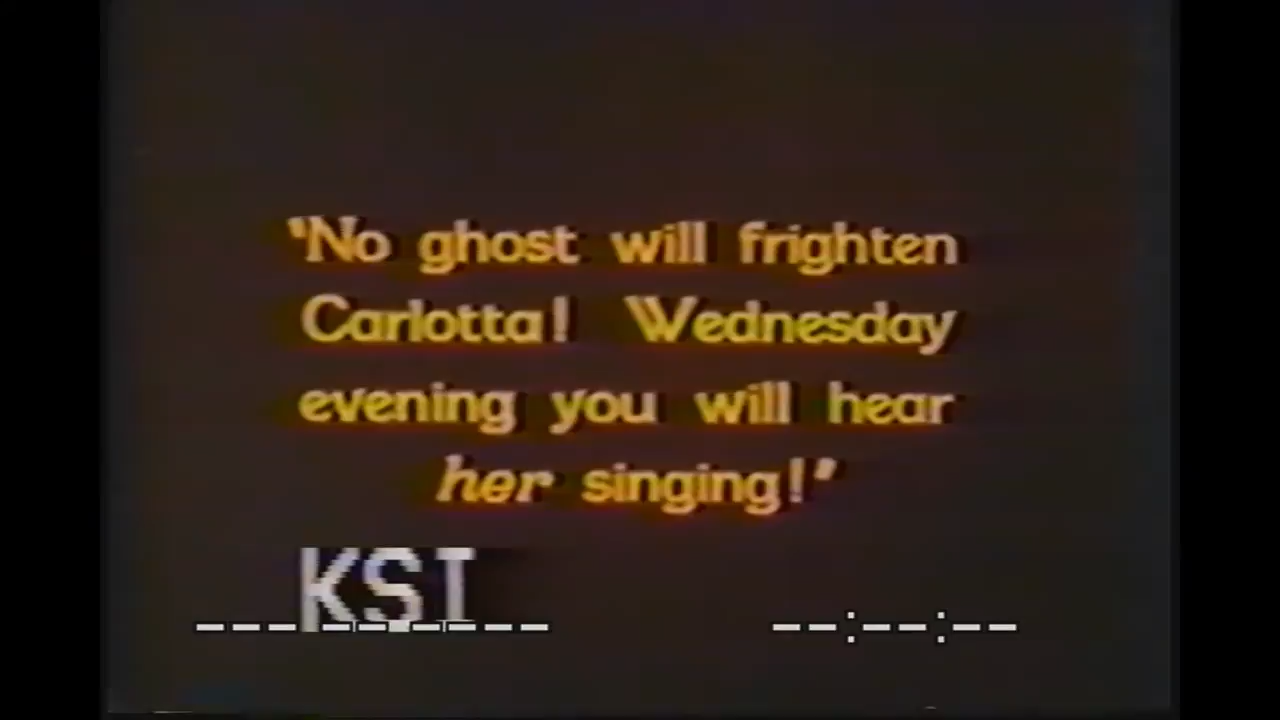 "No ghost will frighten
Carlotta! Wednesday
evening you will hear
her singing!"
KSI
-----------   --:--:--